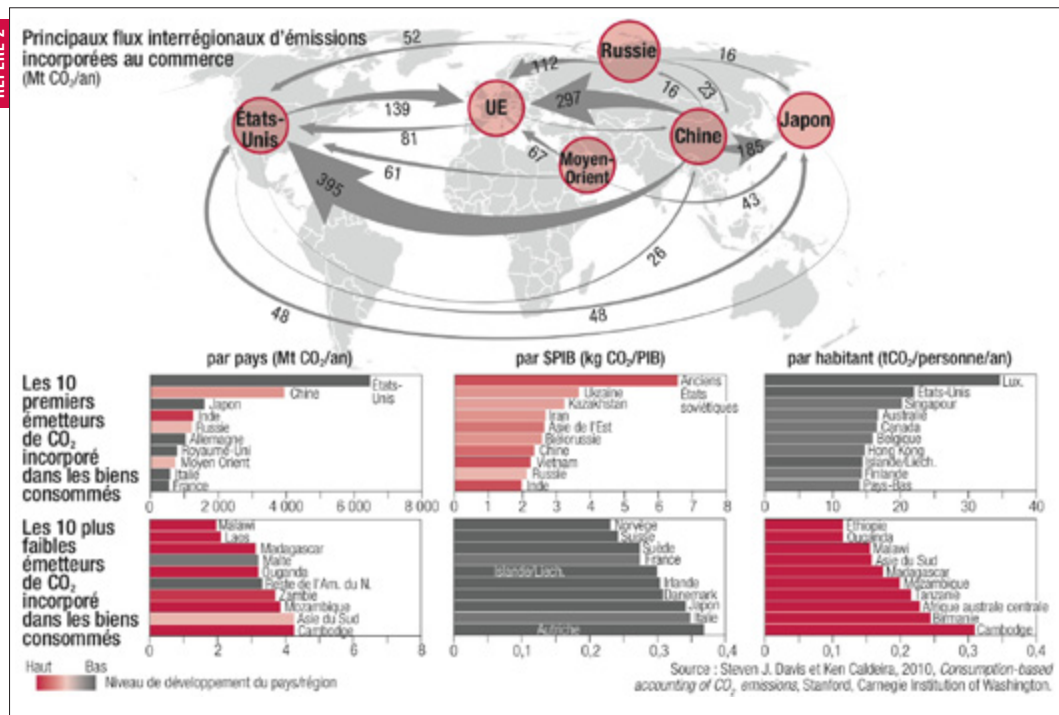 REPÈRE 2
Principaux flux interrégionaux d'émissions
incorporées au commerce
(Mt CO₂/an)
52
Russie
16
112
16
23
États-
Unis
139
UE
297
Chine
Japon
81
67
Moyen-
Orient
185
61
395
43
26
48
48
par pays (Mt CO₂/an)
par $PIB (kg CO₂/PIB)
par habitant (tCO₂/personne/an)
Les 10
premiers
émetteurs
de CO₂
incorporé
dans les biens
consommés
États-
Unis
Chine
Japon
Inde
Russie
Allemagne
Royaume-Uni
Moyen Orient
Italie
France
0 2 000 4 000 6 000 8 000
Anciens
États
soviétiques
Ukraine
Kazakhstan
Iran
Asie de l'Est
Biélorussie
Chine
Vietnam
Russie
Inde
0 1 2 3 4 5 6 7 8
Lux.
États-Unis
Singapour
Australie
Canada
Belgique
Hong Kong
Islande/Liech.
Finlande
Pays-Bas
0 10 20 30 40
Les 10 plus
faibles
émetteurs
de CO₂
incorporé
dans les biens
consommés
Malawi
Laos
Madagascar
Malte
Ouganda
Reste de l'Am. du N.
Zambie
Mozambique
Asie du Sud
Cambodge
0 2 4 6 8
Norvège
Suisse
Suède
France
Islande/Liech.
Irlande
Danemark
Japon
Italie
Autriche
0 0,1 0,2 0,3 0,4
Éthiopie
Ouganda
Malawi
Asie du Sud
Madagascar
Mozambique
Tanzanie
Afrique australe centrale
Birmanie
Cambodge
0 0,1 0,2 0,3 0,4
Haut Bas
Niveau de développement du pays/région
Source : Steven J. Davis et Ken Caldeira, 2010, Consumption-based
accounting of CO₂ emissions, Stanford, Carnegie Institution of Washington.